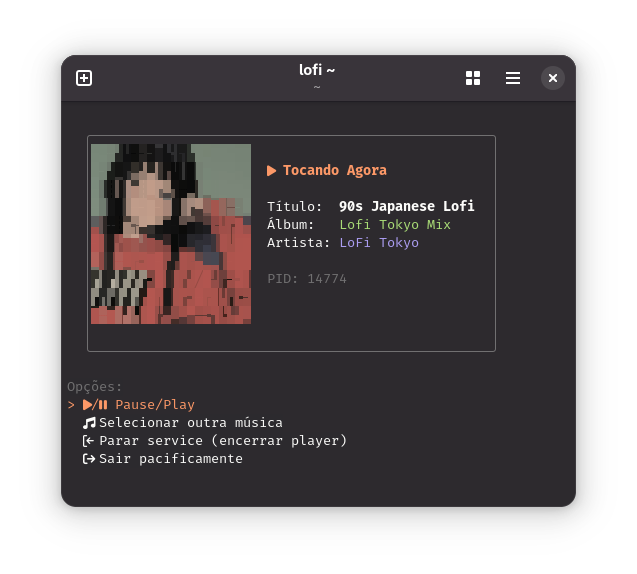 lofi ~
~
Tocando Agora
Título: 90s Japanese Lofi
Álbum: Lofi Tokyo Mix
Artista: LoFi Tokyo
PID: 14774
Opções:
> / Pause/Play
Selecionar outra música
Parar service (encerrar player)
Sair pacificamente